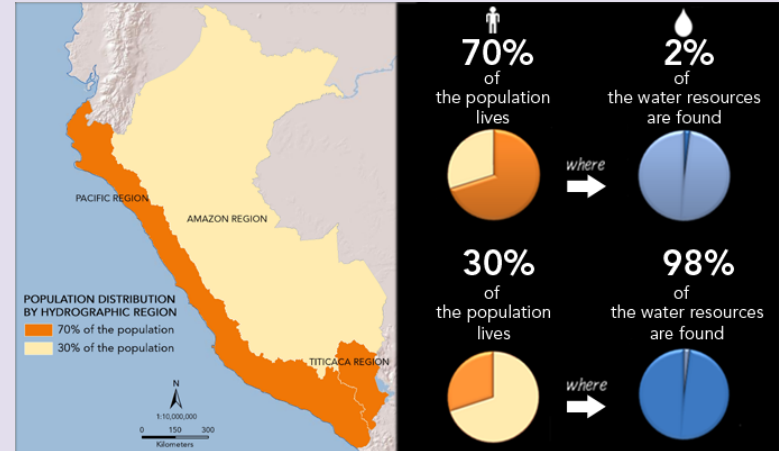 PACIFIC REGION
AMAZON REGION
TITICACA REGION
POPULATION DISTRIBUTION
BY HYDROGRAPHIC REGION
70% of the population
30% of the population
N
1:10,000,000
0 150 300
Kilometers
70%
of
the population
lives
where
2%
of
the water resources
are found
30%
of
the population
lives
where
98%
of
the water resources
are found